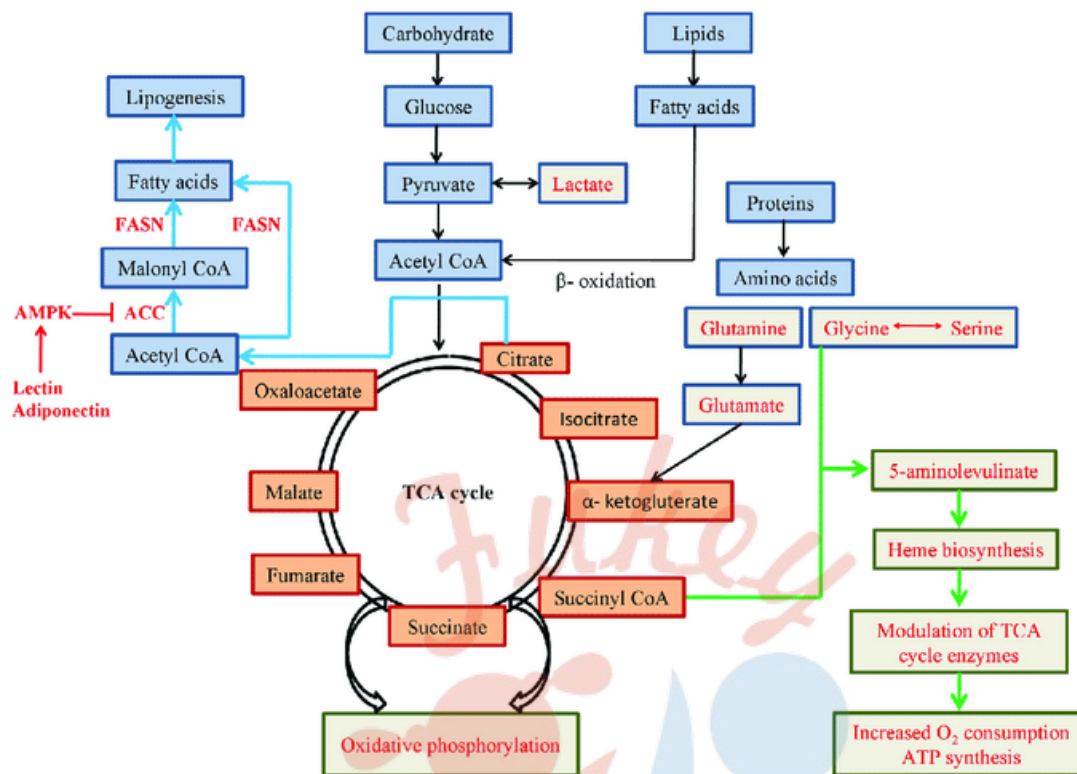 Carbohydrate
Lipids
Lipogenesis
Glucose
Fatty acids
Fatty acids
Pyruvate
Lactate
FASN
FASN
Proteins
Malonyl CoA
Acetyl CoA
β- oxidation
Amino acids
AMPK
ACC
Acetyl CoA
Glutamine
Glycine
Serine
Lectin
Adiponectin
Citrate
Oxaloacetate
Isocitrate
Glutamate
Malate
TCA cycle
α- ketogluterate
5-aminolevulinate
Fumarate
Succinyl CoA
Heme biosynthesis
Succinate
Modulation of TCA
cycle enzymes
Oxidative phosphorylation
Increased O₂ consumption
ATP synthesis
Jukey